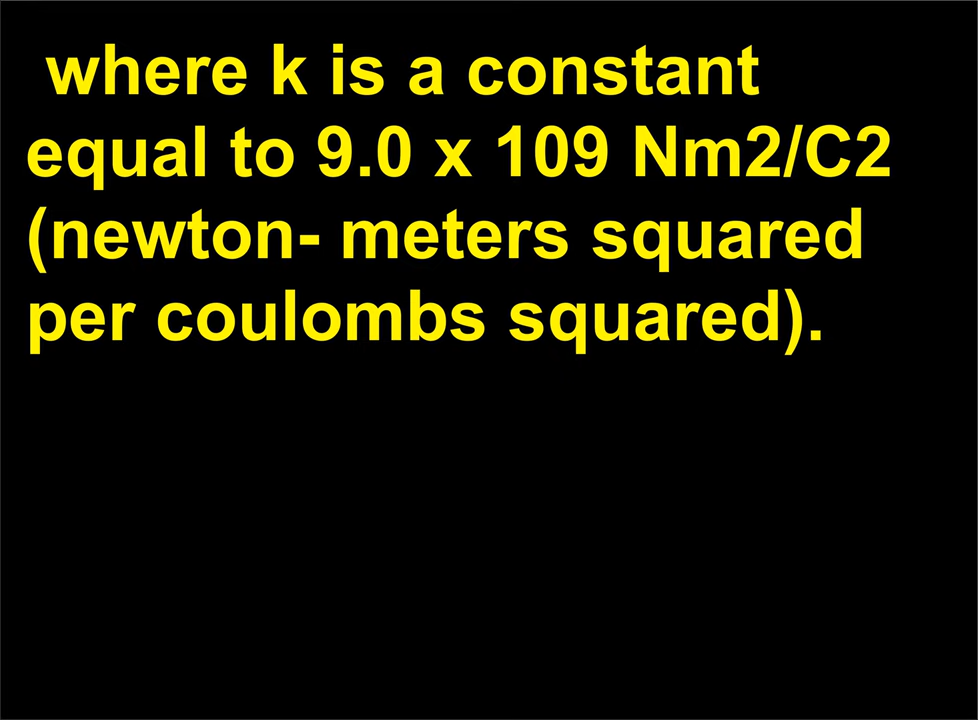 where k is a constant
equal to 9.0 x 109 Nm2/C2
(newton- meters squared
per coulombs squared).